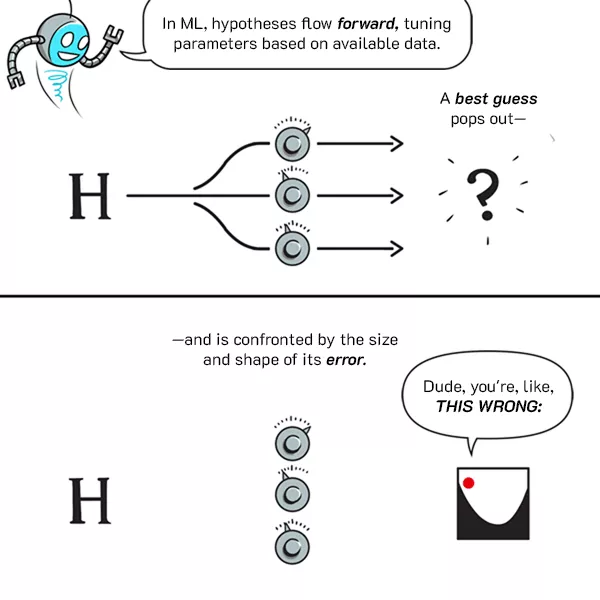 In ML, hypotheses flow forward, tuning
parameters based on available data.
A best guess
pops out—
H
?
—and is confronted by the size
and shape of its error.
Dude, you're, like,
THIS WRONG:
H